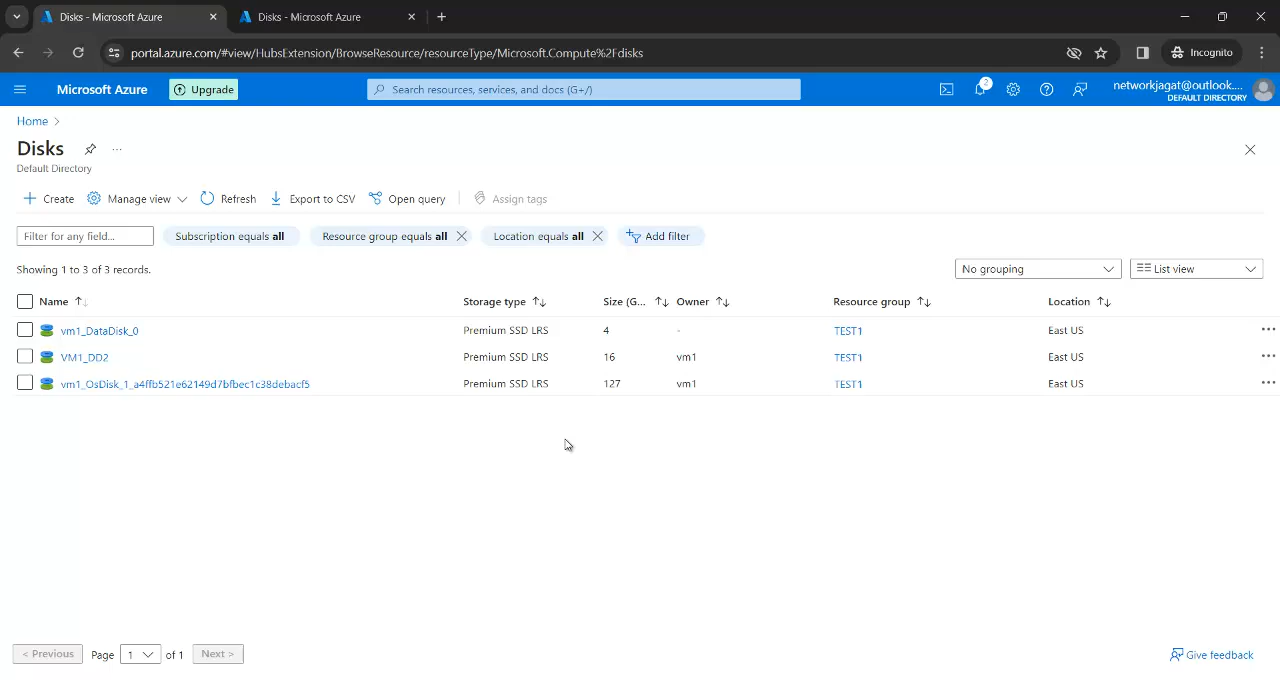 Disks - Microsoft Azure
Disks - Microsoft Azure
portal.azure.com/#view/HubsExtension/BrowseResource/resourceType/Microsoft.Compute%2Fdisks
Incognito
Microsoft Azure
Upgrade
Search resources, services, and docs (G+/)
2
networkjagat@outlook....
DEFAULT DIRECTORY
Home >
Disks
Default Directory
Create
Manage view
Refresh
Export to CSV
Open query
Assign tags
Filter for any field...
Subscription equals all
Resource group equals all
Location equals all
Add filter
Showing 1 to 3 of 3 records.
No grouping
List view
Name Storage type Size (G... Owner Resource group Location
vm1_DataDisk_0 Premium SSD LRS 4 - TEST1 East US
VM1_DD2 Premium SSD LRS 16 vm1 TEST1 East US
vm1_OsDisk_1_a4ffb521e62149d7bfbec1c38debacf5 Premium SSD LRS 127 vm1 TEST1 East US
< Previous Page 1 of 1 Next >
Give feedback